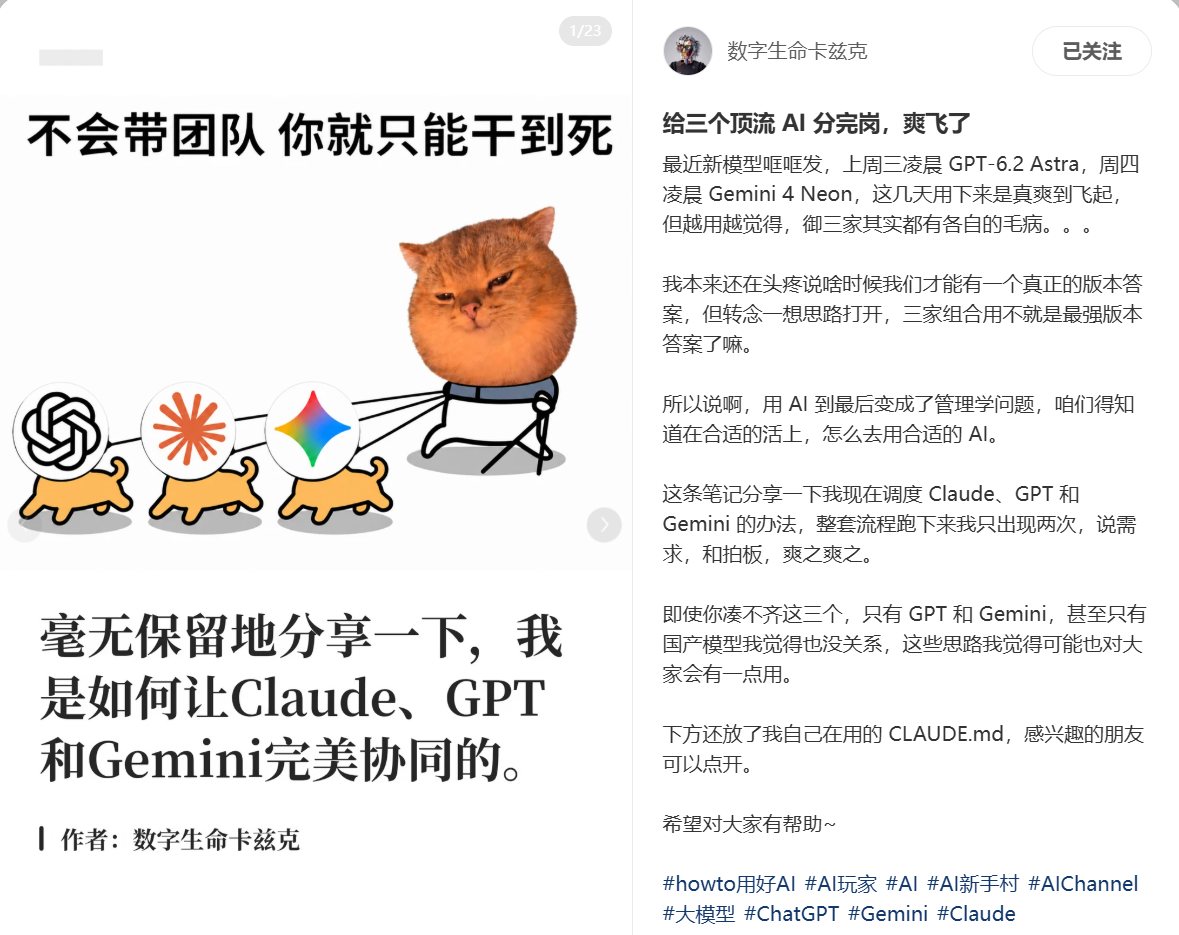 1/23
不会带团队 你就只能干到死
毫无保留地分享一下，我
是如何让Claude、GPT
和Gemini完美协同的。
作者：数字生命卡兹克
数字生命卡兹克
已关注
给三个顶流 AI 分完岗，爽飞了
最近新模型哐哐发，上周三凌晨 GPT-6.2 Astra，周四
凌晨 Gemini 4 Neon，这几天用下来是真爽到飞起，
但越用越觉得，御三家其实都有各自的毛病。。。
我本来还在头疼说啥时候我们才能有一个真正的版本答
案，但转念一想思路打开，三家组合用不就是最强版本
答案了嘛。
所以说啊，用 AI 到最后变成了管理学问题，咱们得知
道在合适的活上，怎么去用合适的 AI。
这条笔记分享一下我现在调度 Claude、GPT 和
Gemini 的办法，整套流程跑下来我只出现两次，说需
求，和拍板，爽之爽之。
即使你凑不齐这三个，只有 GPT 和 Gemini，甚至只有
国产模型我觉得也没关系，这些思路我觉得可能也对大
家会有一点用。
下方还放了我自己在用的 CLAUDE.md，感兴趣的朋友
可以点开。
希望对大家有帮助~
#howto用好AI #AI玩家 #AI #AI新手村 #AIChannel
#大模型 #ChatGPT #Gemini #Claude